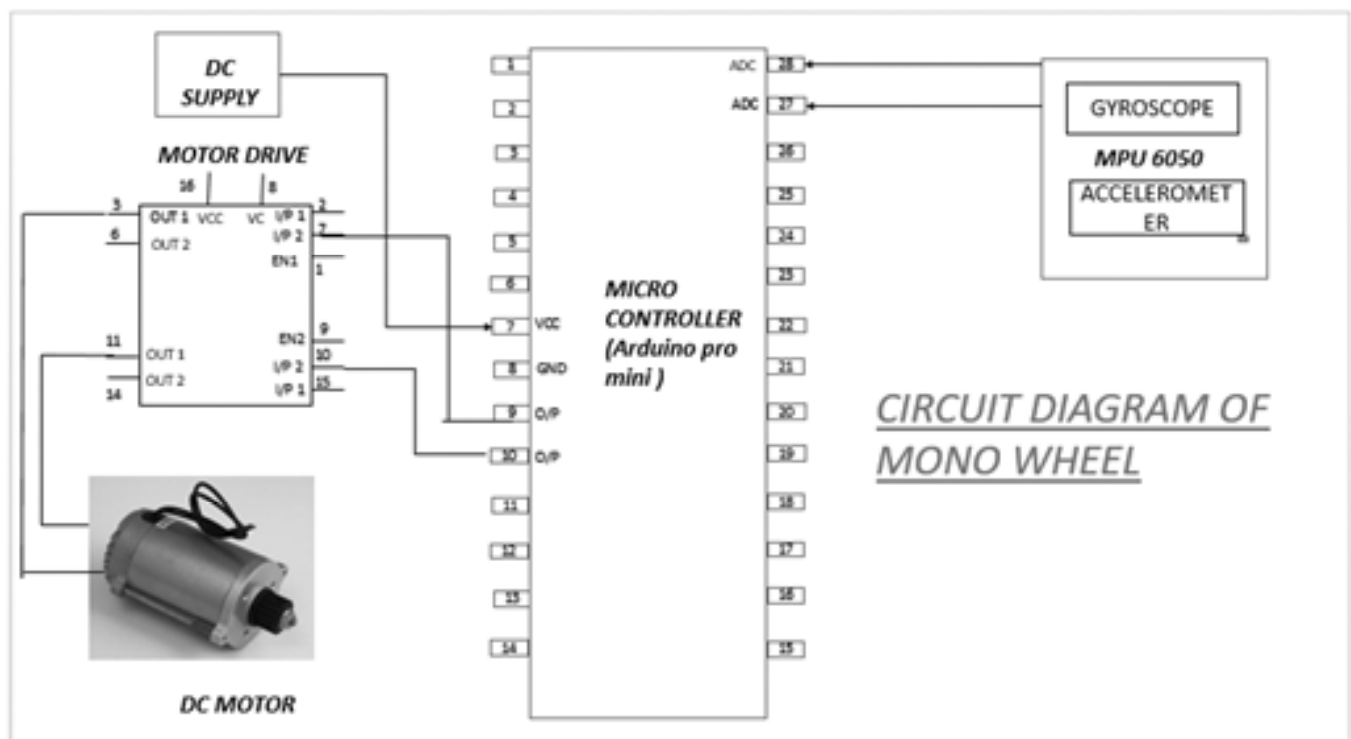 DC
SUPPLY
MOTOR DRIVE
16
8
3
OUT 1
VCC
VC
I/P 1
2
6
OUT 2
I/P 2
7
EN1
1
EN2
9
11
OUT 1
I/P 2
10
14
OUT 2
I/P 1
15
DC MOTOR
1
2
3
4
5
6
7
VCC
8
GND
9
O/P
10
O/P
11
12
13
14
MICRO
CONTROLLER
(Arduino pro
mini )
ADC
28
ADC
27
26
25
24
23
22
21
20
19
18
17
16
15
GYROSCOPE
MPU 6050
ACCELEROMET
ER
CIRCUIT DIAGRAM OF
MONO WHEEL